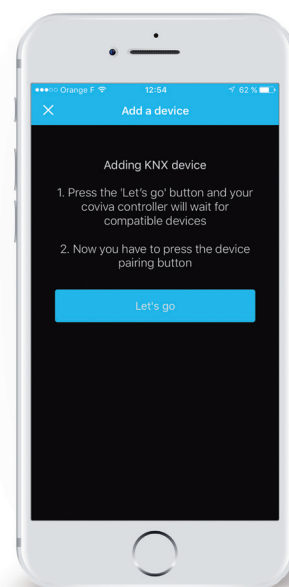 ●●●○○ Orange F 12:54 62 %
× Add a device
Adding KNX device
1. Press the 'Let's go' button and your
coviva controller will wait for
compatible devices
2. Now you have to press the device
pairing button
Let's go